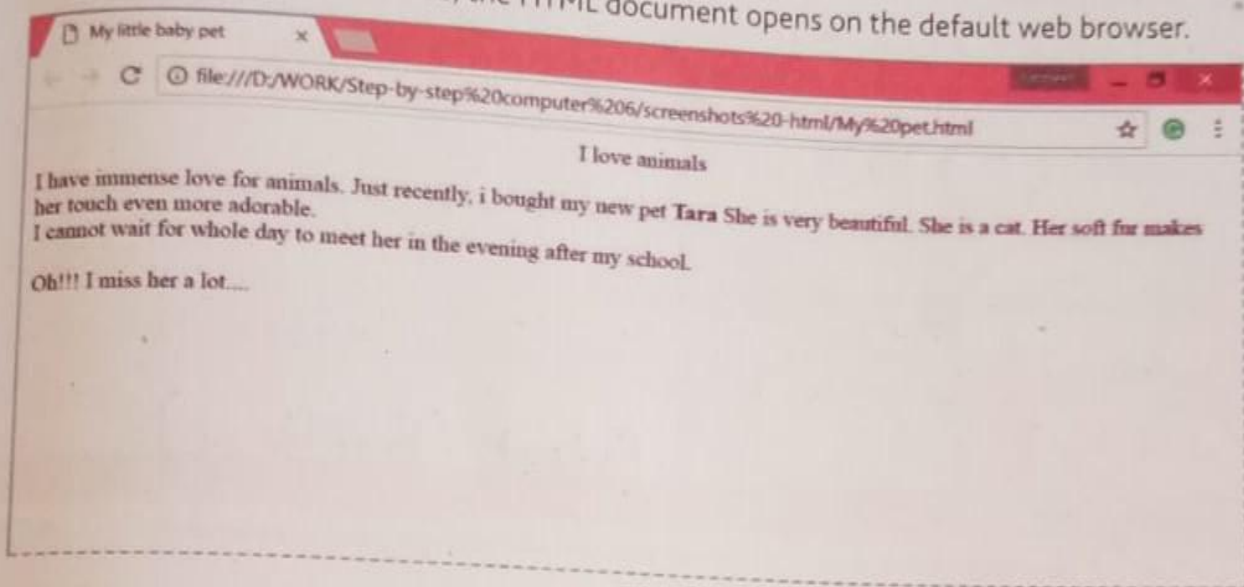 HTML document opens on the default web browser.
My little baby pet
file:///D:/WORK/Step-by-step%20computer%206/screenshots%20-html/My%20pet.html
I love animals
I have immense love for animals. Just recently, i bought my new pet Tara She is very beautiful. She is a cat. Her soft fur makes
her touch even more adorable.
I cannot wait for whole day to meet her in the evening after my school.
Oh!!! I miss her a lot....